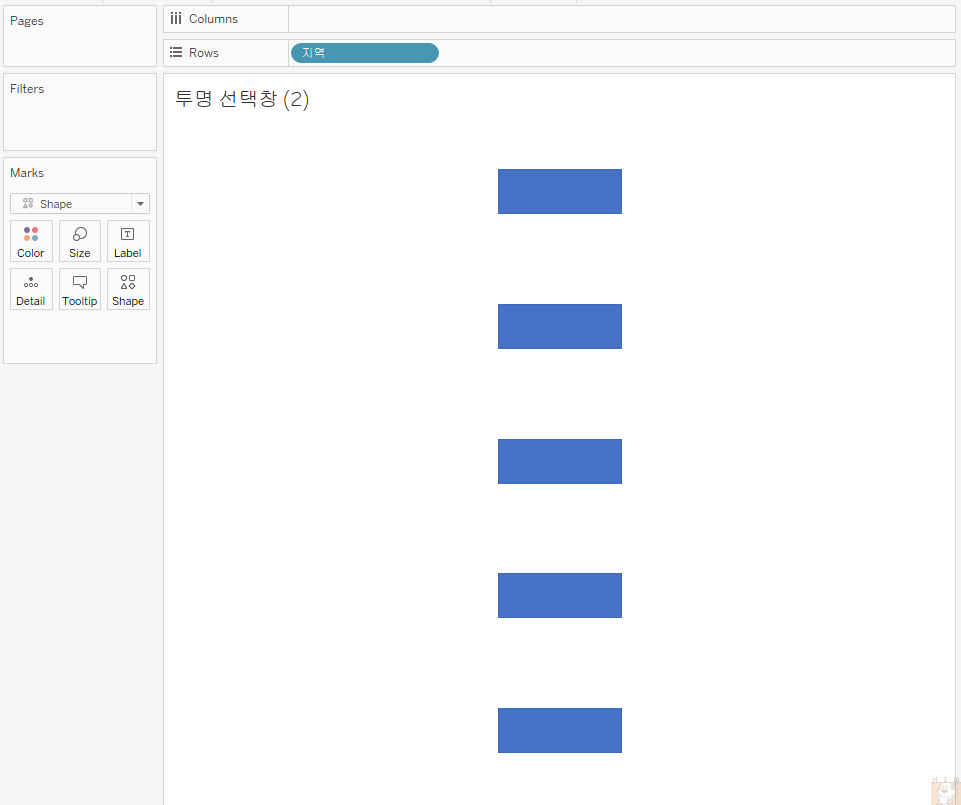 Pages
Columns
Rows
지역
Filters
투명 선택창 (2)
Marks
Shape
Color
Size
Label
Detail
Tooltip
Shape